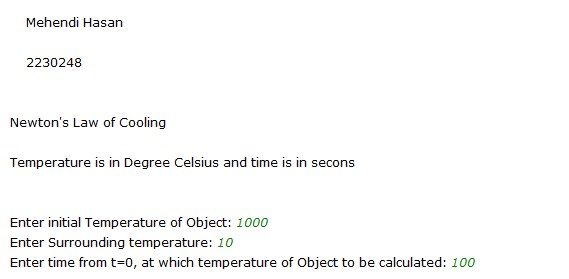 Mehendi Hasan
2230248
Newton's Law of Cooling
Temperature is in Degree Celsius and time is in secons
Enter initial Temperature of Object: 1000
Enter Surrounding temperature: 10
Enter time from t=0, at which temperature of Object to be calculated: 100